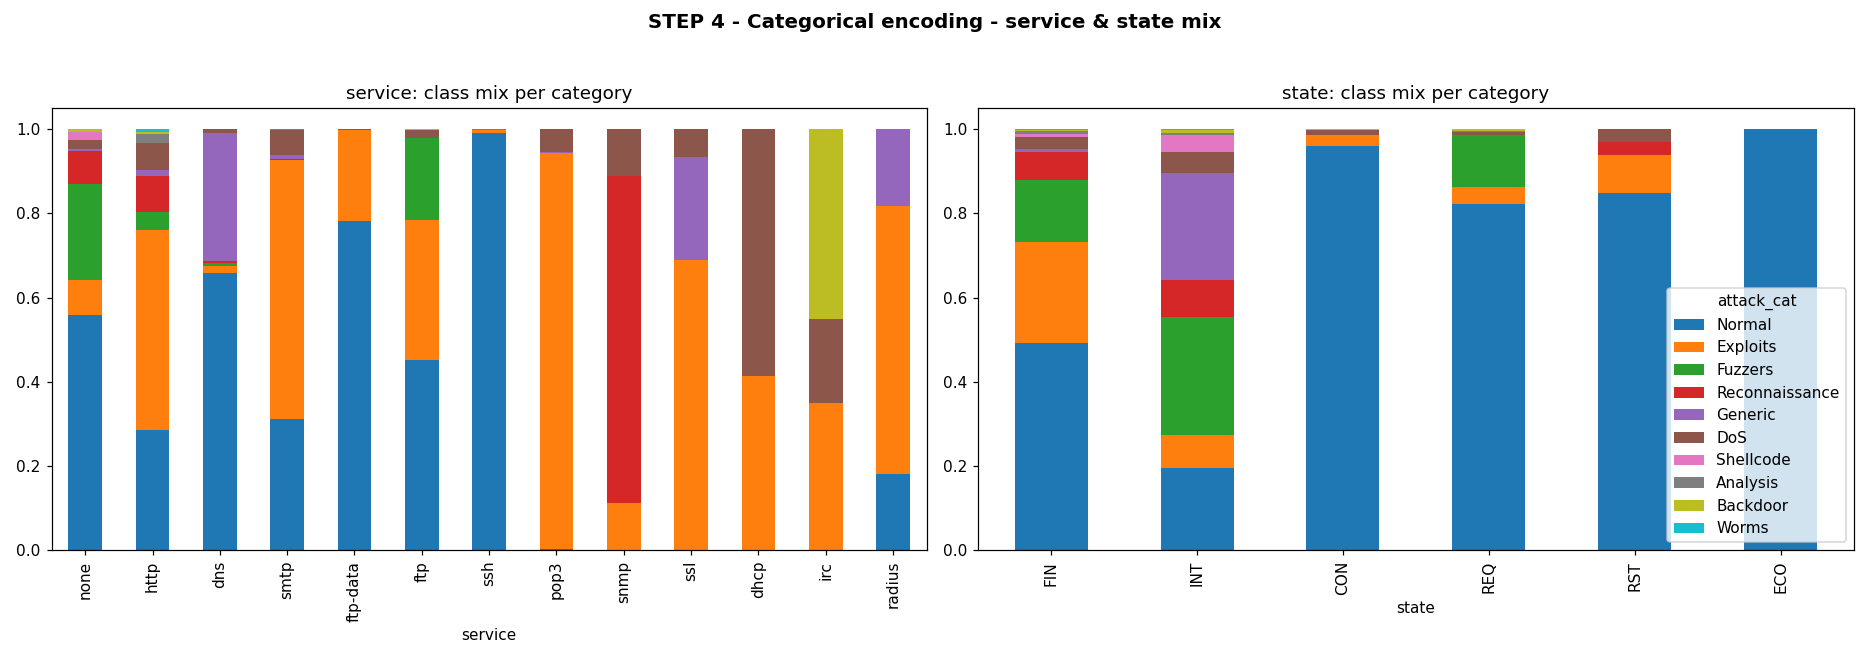 STEP 4 - Categorical encoding - service & state mix
service: class mix per category
1.0
0.8
0.6
0.4
0.2
0.0
none
http
dns
smtp
ftp-data
ftp
ssh
pop3
snmp
ssl
dhcp
irc
radius
service
state: class mix per category
1.0
0.8
0.6
0.4
0.2
0.0
attack_cat
Normal
Exploits
Fuzzers
Reconnaissance
Generic
DoS
Shellcode
Analysis
Backdoor
Worms
FIN
INT
CON
REQ
RST
ECO
state